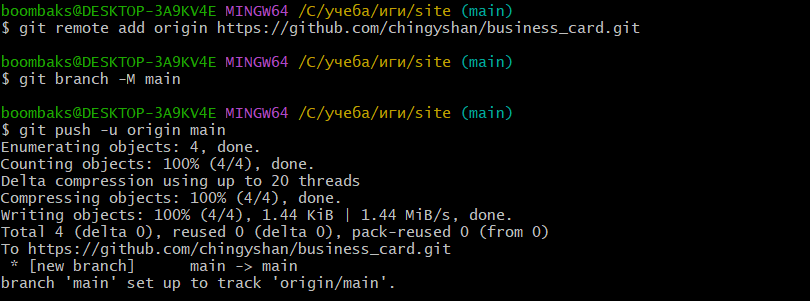 boombaks@DESKTOP-3A9KV4E MINGW64 /C/учеба/иги/site (main)
$ git remote add origin https://github.com/chingyshan/business_card.git
boombaks@DESKTOP-3A9KV4E MINGW64 /C/учеба/иги/site (main)
$ git branch -M main
boombaks@DESKTOP-3A9KV4E MINGW64 /C/учеба/иги/site (main)
$ git push -u origin main
Enumerating objects: 4, done.
Counting objects: 100% (4/4), done.
Delta compression using up to 20 threads
Compressing objects: 100% (4/4), done.
Writing objects: 100% (4/4), 1.44 KiB | 1.44 MiB/s, done.
Total 4 (delta 0), reused 0 (delta 0), pack-reused 0 (from 0)
To https://github.com/chingyshan/business_card.git
 * [new branch]      main -> main
branch 'main' set up to track 'origin/main'.